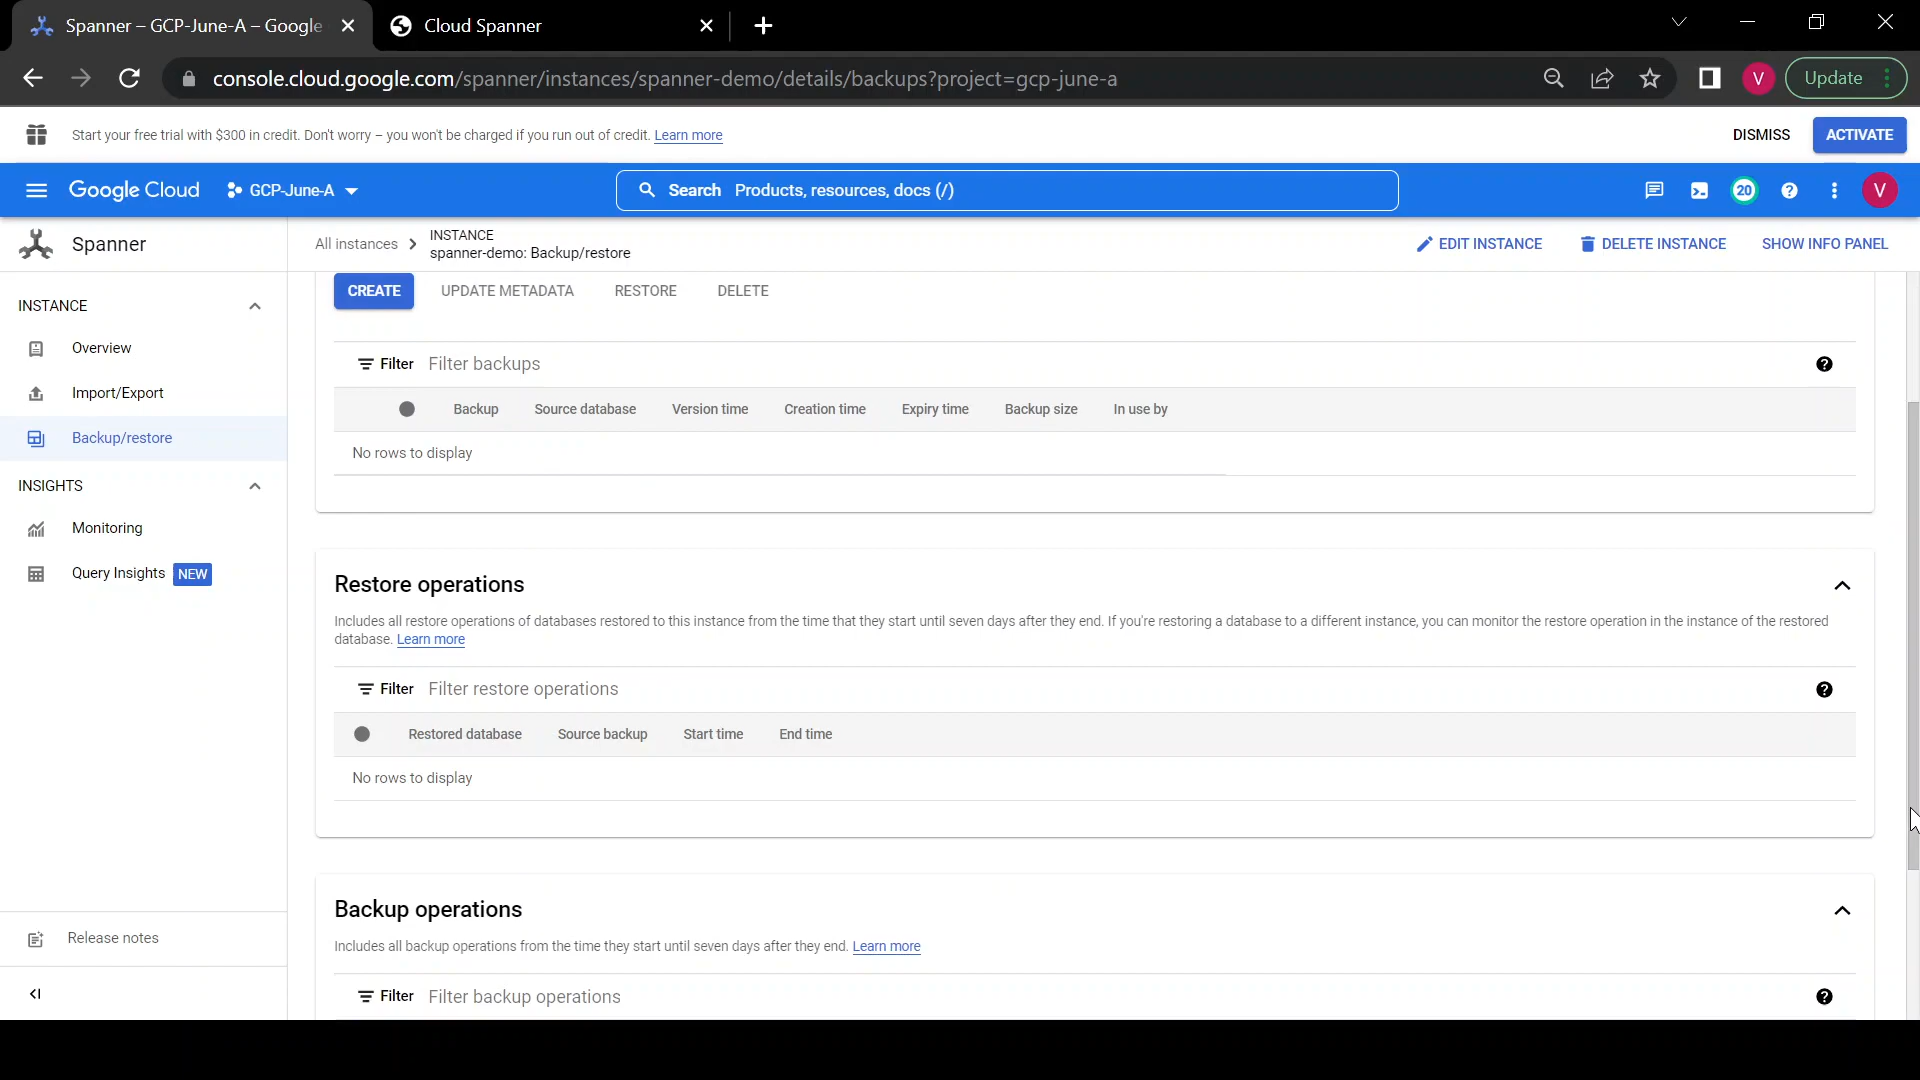 Spanner – GCP-June-A – Google
Cloud Spanner
console.cloud.google.com/spanner/instances/spanner-demo/details/backups?project=gcp-june-a
V
Update
Start your free trial with $300 in credit. Don't worry – you won't be charged if you run out of credit. Learn more
DISMISS
ACTIVATE
Google Cloud
GCP-June-A
Search Products, resources, docs (/)
20
V
Spanner
All instances
INSTANCE
spanner-demo: Backup/restore
EDIT INSTANCE
DELETE INSTANCE
SHOW INFO PANEL
INSTANCE
Overview
Import/Export
Backup/restore
INSIGHTS
Monitoring
Query Insights NEW
Release notes
CREATE
UPDATE METADATA
RESTORE
DELETE
Filter Filter backups
Backup Source database Version time Creation time Expiry time Backup size In use by
No rows to display
Restore operations
Includes all restore operations of databases restored to this instance from the time that they start until seven days after they end. If you're restoring a database to a different instance, you can monitor the restore operation in the instance of the restored
database. Learn more
Filter Filter restore operations
Restored database Source backup Start time End time
No rows to display
Backup operations
Includes all backup operations from the time they start until seven days after they end. Learn more
Filter Filter backup operations